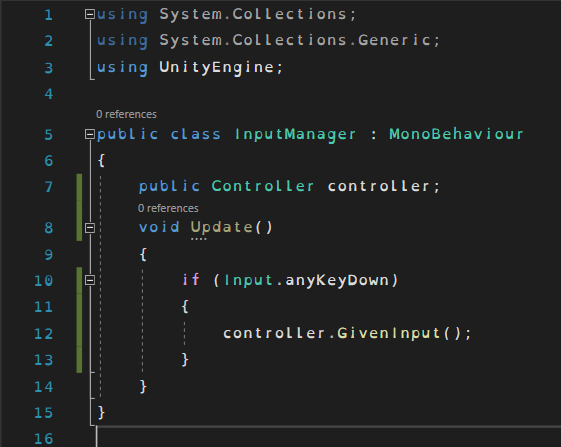 1 using System.Collections;
2 using System.Collections.Generic;
3 using UnityEngine;
4
0 references
5 public class InputManager : MonoBehaviour
6 {
7 public Controller controller;
0 references
8 void Update()
9 {
10 if (Input.anyKeyDown)
11 {
12 controller.GivenInput();
13 }
14 }
15 }
16